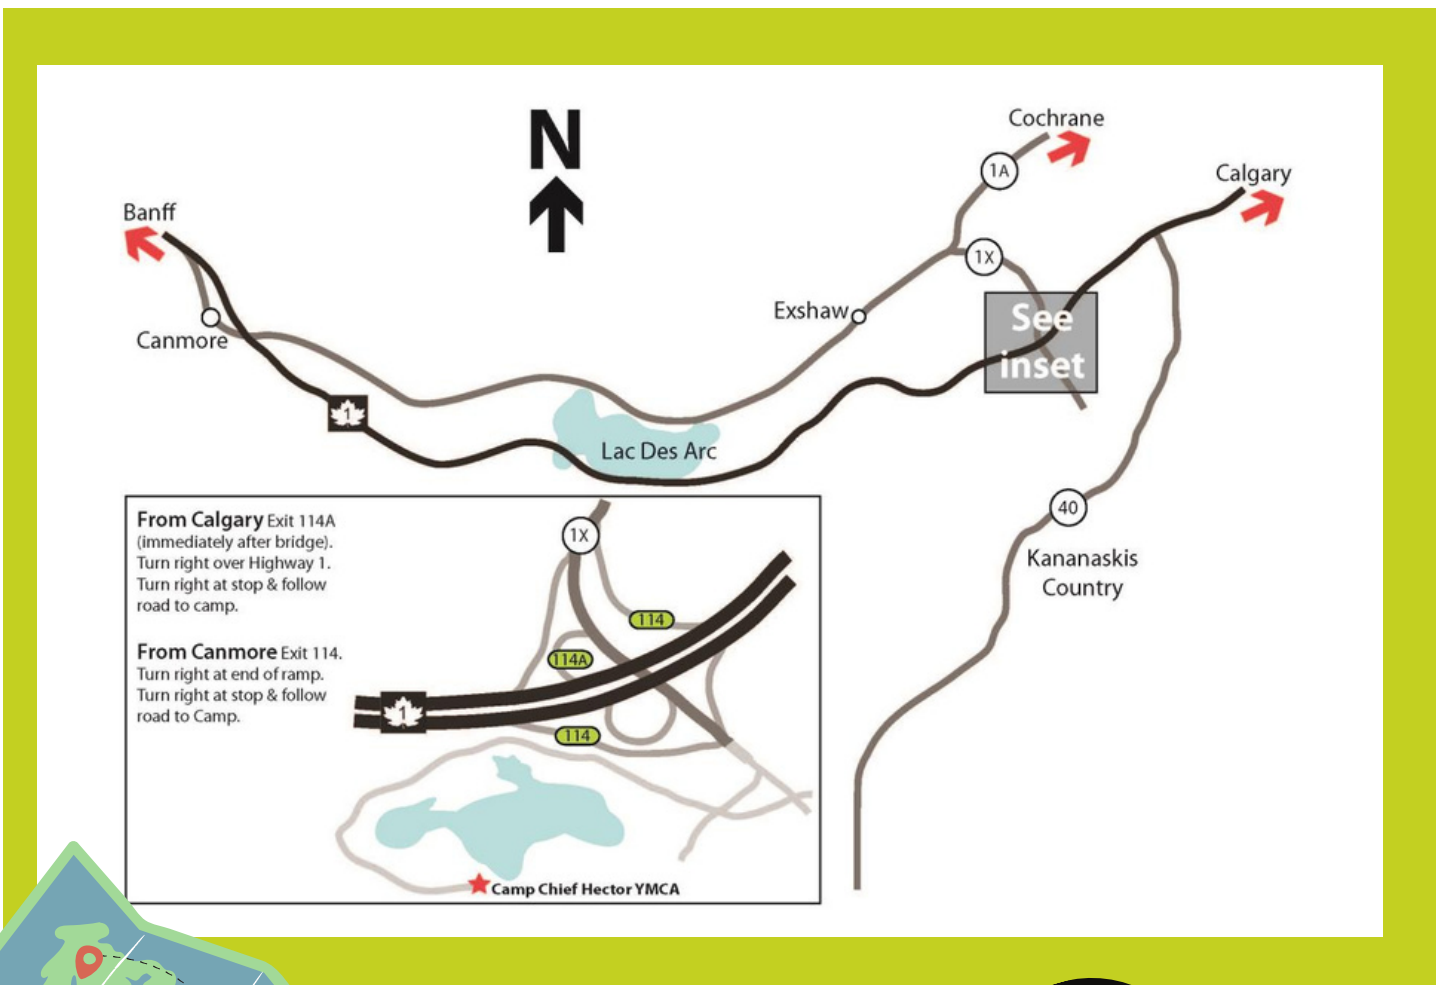 N
Cochrane
1A
Calgary
Banff
1X
Exshaw
See
inset
Canmore
1
Lac Des Arc
40
Kananaskis
Country
From Calgary Exit 114A
(immediately after bridge).
Turn right over Highway 1.
Turn right at stop & follow
road to camp.
From Canmore Exit 114.
Turn right at end of ramp.
Turn right at stop & follow
road to Camp.
1X
114
114A
1
114
Camp Chief Hector YMCA